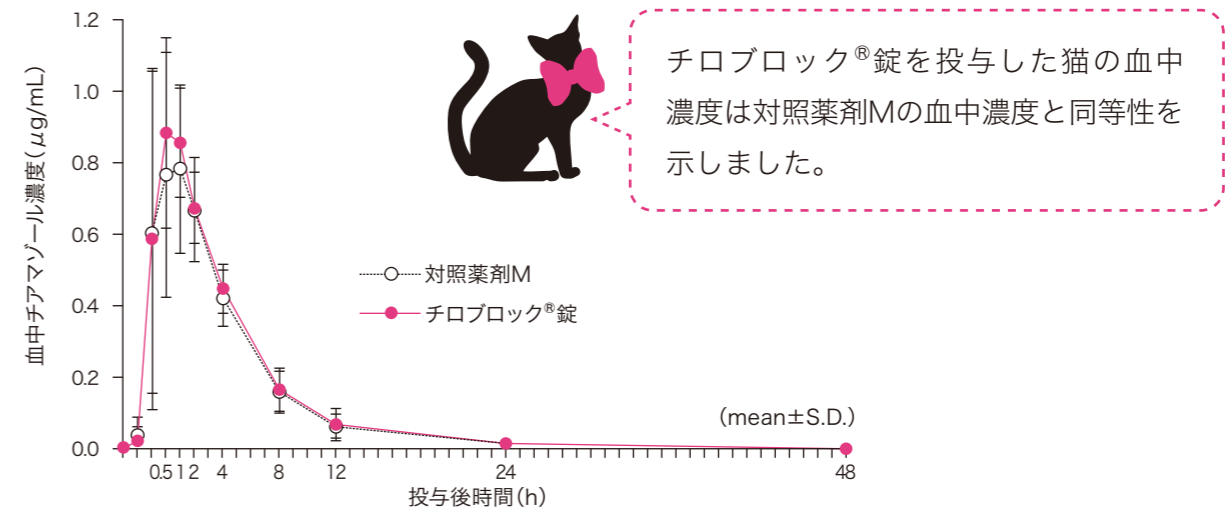 チロブロック®錠を投与した猫の血中
濃度は対照薬剤Mの血中濃度と同等性を
示しました。
血中チアマゾール濃度(μg/mL)
1.2
1.0
0.8
0.6
0.4
0.2
0.0
対照薬剤M
チロブロック®錠
(mean±S.D.)
0.5 1 2 4 8 12 24 48
投与後時間(h)